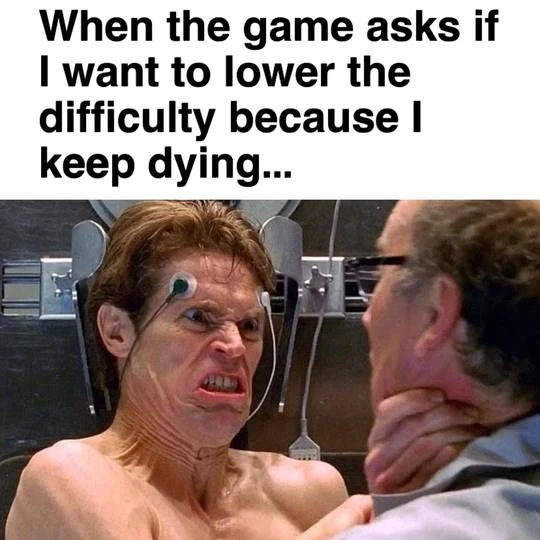 When the game asks if
I want to lower the
difficulty because I
keep dying...